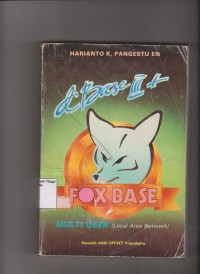 HARIANTO K. PANGESTU EN
dBase III +
FOX BASE
MULTI USER (Local Area Network)
Penerbit ANDI OFFSET Yogyakarta